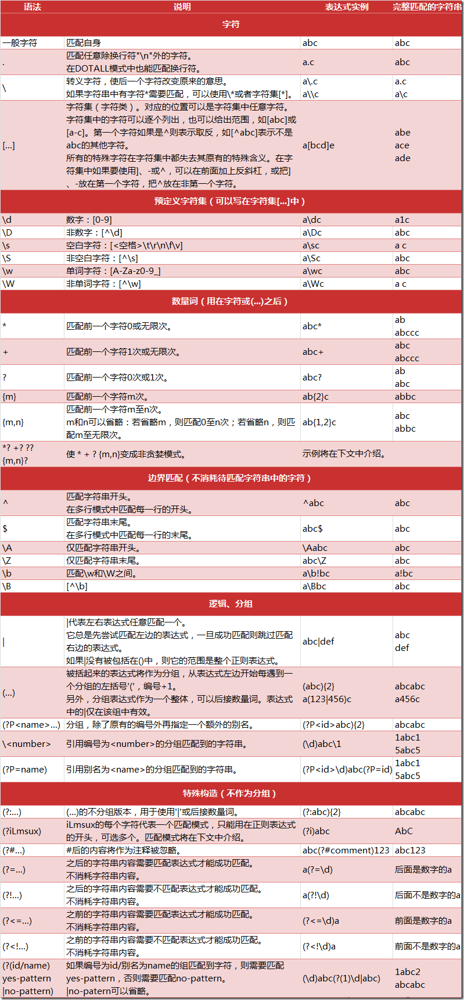 语法 说明 表达式实例 完整匹配的字符串
字符
一般字符 匹配自身 abc abc
. 匹配任意除换行符"\n"外的字符。
在DOTALL模式中也能匹配换行符。 a.c abc
\ 转义字符，使后一个字符改变原来的意思。 a\.c a.c
如果字符串中有字符*需要匹配，可以使用\*或者字符集[*]。 a\\c a\c
[...] 字符集（字符类）。对应的位置可以是字符集中任意字符。
字符集中的字符可以逐个列出，也可以给出范围，如[abc]或
[a-c]。第一个字符如果是^则表示取反，如[^abc]表示不是
abc的其他字符。
所有的特殊字符在字符集中都失去其原有的特殊含义。在字
符集中如果要使用]、-或^，可以在前面加上反斜杠，或把]
、-放在第一个字符，把^放在非第一个字符。
a[bcd]e
abe
ace
ade
预定义字符集（可以写在字符集[...]中）
\d 数字：[0-9] a\dc a1c
\D 非数字：[^\d] a\Dc abc
\s 空白字符：[<空格>\t\r\n\f\v] a\sc a c
\S 非空白字符：[^\s] a\Sc abc
\w 单词字符：[A-Za-z0-9_] a\wc abc
\W 非单词字符：[^\w] a\Wc a c
数量词（用在字符或(...)之后）
* 匹配前一个字符0或无限次。 abc*
ab
abccc
+ 匹配前一个字符1次或无限次。 abc+
abc
abccc
? 匹配前一个字符0次或1次。 abc?
ab
abc
{m} 匹配前一个字符m次。 ab{2}c abbc
{m,n} 匹配前一个字符m至n次。
m和n可以省略：若省略m，则匹配0至n次；若省略n，则匹
配m至无限次。
ab{1,2}c
abc
abbc
*? +? ??
{m,n}?
使 * + ? {m,n}变成非贪婪模式。 示例将在下文中介绍。
边界匹配（不消耗待匹配字符串中的字符）
^ 匹配字符串开头。
在多行模式中匹配每一行的开头。 ^abc abc
$ 匹配字符串末尾。
在多行模式中匹配每一行的末尾。 abc$ abc
\A 仅匹配字符串开头。 \Aabc abc
\Z 仅匹配字符串末尾。 abc\Z abc
\b 匹配\w和\W之间。 a\b!bc a!bc
\B [^\b] a\Bbc abc
逻辑、分组
| |代表左右表达式任意匹配一个。
它总是先尝试匹配左边的表达式，一旦成功匹配则跳过匹配
右边的表达式。
如果|没有被包括在()中，则它的范围是整个正则表达式。
abc|def
abc
def
(...) 被括起来的表达式将作为分组，从表达式左边开始每遇到一
个分组的左括号'('，编号+1。
另外，分组表达式作为一个整体，可以后接数量词。表达式
中的|仅在该组中有效。
(abc){2} abcabc
a(123|456)c a456c
(?P<name>...) 分组，除了原有的编号外再指定一个额外的别名。 (?P<id>abc){2} abcabc
\<number> 引用编号为<number>的分组匹配到的字符串。 (\d)abc\1
1abc1
5abc5
(?P=name) 引用别名为<name>的分组匹配到的字符串。 (?P<id>\d)abc(?P=id)
1abc1
5abc5
特殊构造（不作为分组）
(?:...) (...)的不分组版本，用于使用'|'或后接数量词。 (?:abc){2} abcabc
(?iLmsux) iLmsux的每个字符代表一个匹配模式，只能用在正则表达式
的开头，可选多个。匹配模式将在下文中介绍。 (?i)abc AbC
(?#...) #后的内容将作为注释被忽略。 abc(?#comment)123 abc123
(?=...) 之后的字符串内容需要匹配表达式才能成功匹配。
不消耗字符串内容。 a(?=\d) 后面是数字的a
(?!...) 之后的字符串内容需要不匹配表达式才能成功匹配。
不消耗字符串内容。 a(?!\d) 后面不是数字的a
(?<=...) 之前的字符串内容需要匹配表达式才能成功匹配。
不消耗字符串内容。 (?<=\d)a 前面是数字的a
(?<!...) 之前的字符串内容需要不匹配表达式才能成功匹配。
不消耗字符串内容。 (?<!\d)a 前面不是数字的a
(?(id/name)
yes-pattern
|no-pattern)
如果编号为id/别名为name的组匹配到字符，则需要匹配
yes-pattern，否则需要匹配no-pattern。
|no-patern可以省略。
(\d)abc(?(1)\d|abc)
1abc2
abcabc